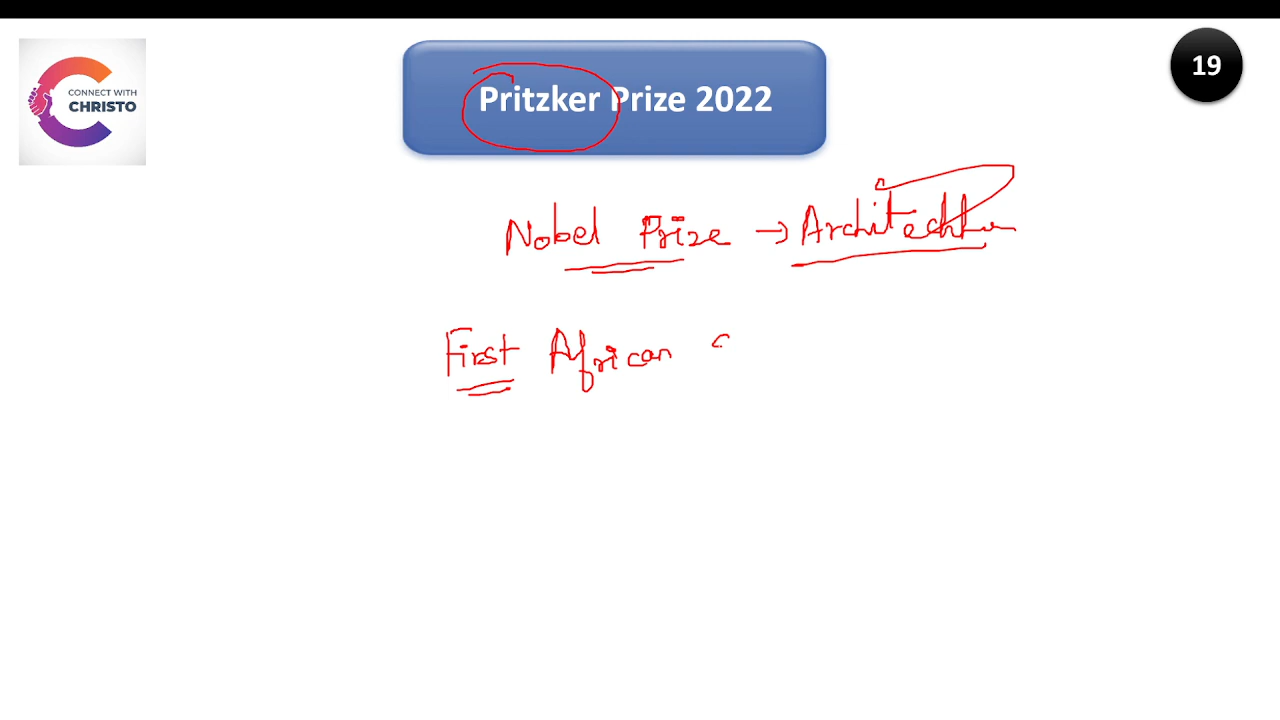 CONNECT WITH
CHRISTO
Pritzker Prize 2022
19
Nobel Prize → Architecture
First African